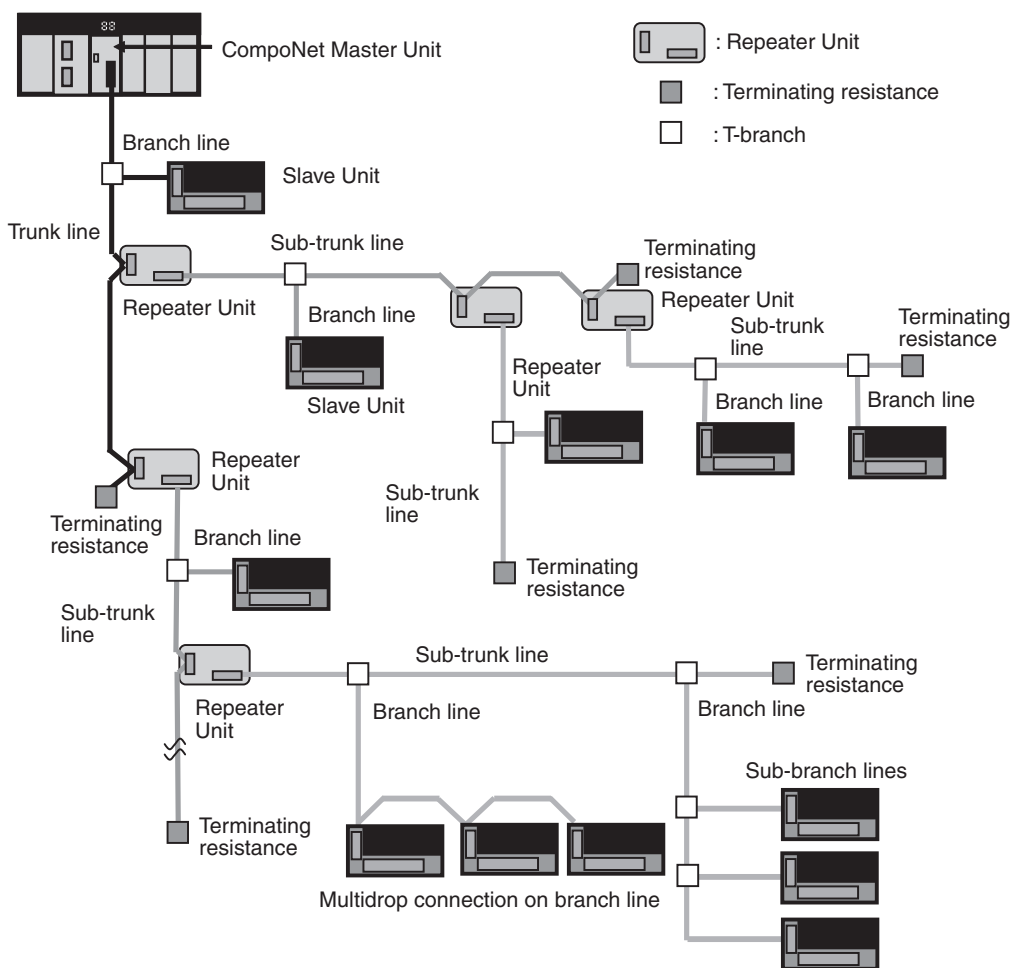 88
CompoNet Master Unit
: Repeater Unit
: Terminating resistance
: T-branch
Branch line
Slave Unit
Trunk line
Sub-trunk line
Terminating
resistance
Repeater Unit
Branch line
Repeater Unit
Sub-trunk
line
Terminating
resistance
Slave Unit
Repeater
Unit
Branch line
Branch line
Repeater
Unit
Sub-trunk
line
Terminating
resistance
Branch line
Terminating
resistance
Sub-trunk
line
Sub-trunk line
Terminating
resistance
Repeater
Unit
Branch line
Branch line
Sub-branch lines
Terminating
resistance
Multidrop connection on branch line